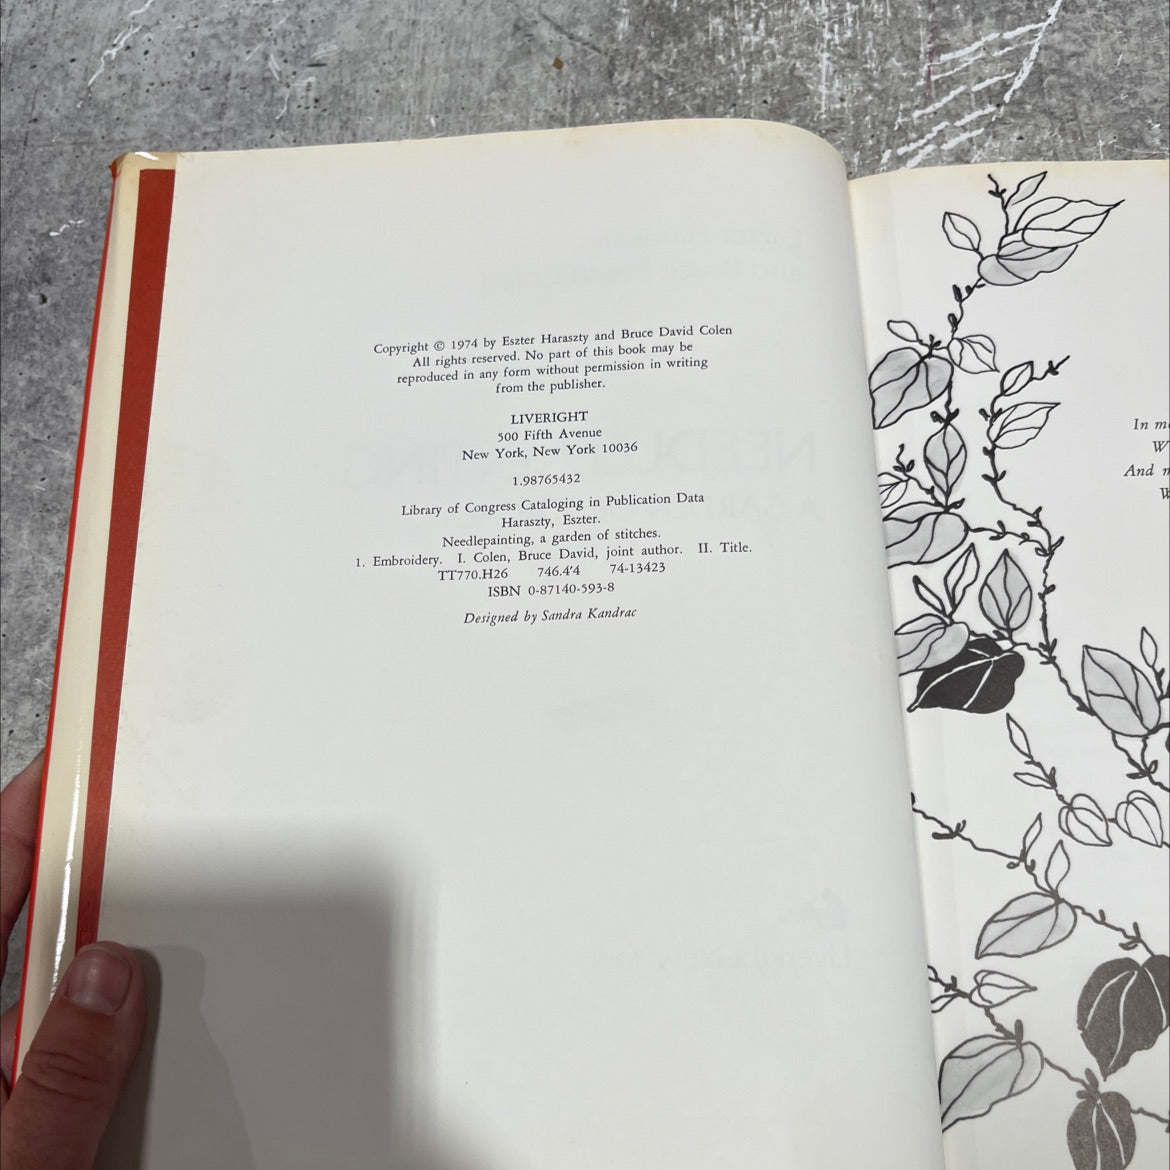 Copyright © 1974 by Eszter Haraszty and Bruce David Colen
All rights reserved. No part of this book may be
reproduced in any form without permission in writing
from the publisher.
LIVERIGHT
500 Fifth Avenue
New York, New York 10036
1.98765432
Library of Congress Cataloging in Publication Data
Haraszty, Eszter.
Needlepainting, a garden of stitches.
1. Embroidery. I. Colen, Bruce David, joint author. II. Title.
TT770.H26 746.4'4 74-13423
ISBN 0-87140-593-8
Designed by Sandra Kandrac
In
And